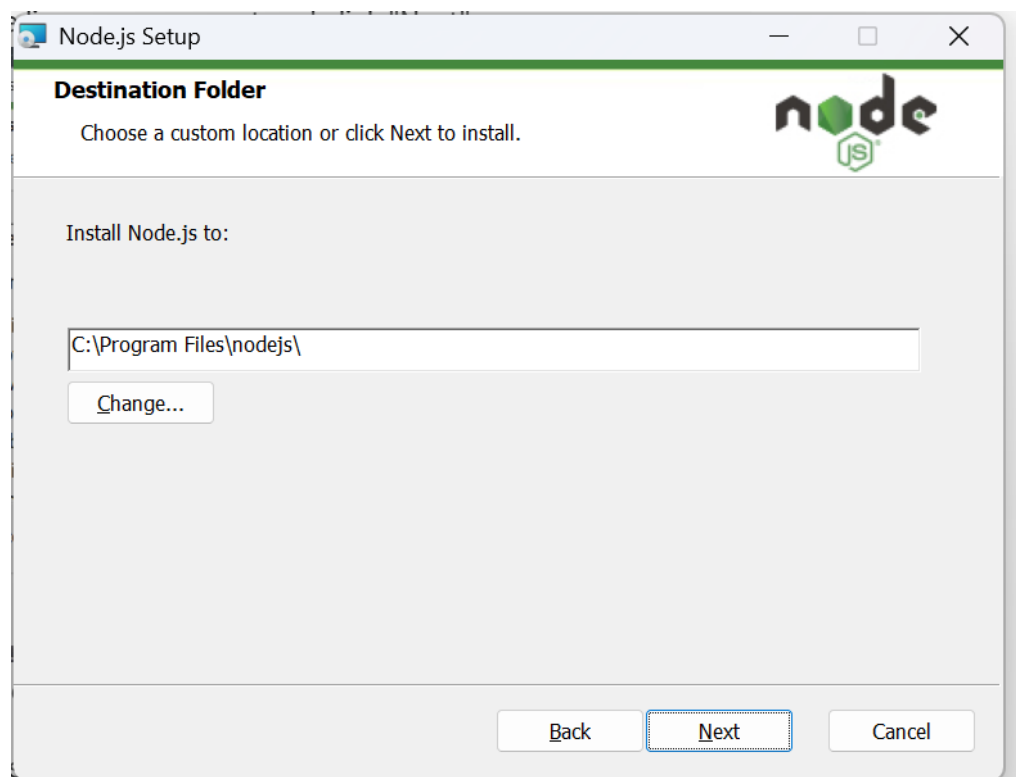 Node.js Setup
Destination Folder
Choose a custom location or click Next to install.
node
JS
Install Node.js to:
C:\Program Files\nodejs\
Change...
Back
Next
Cancel